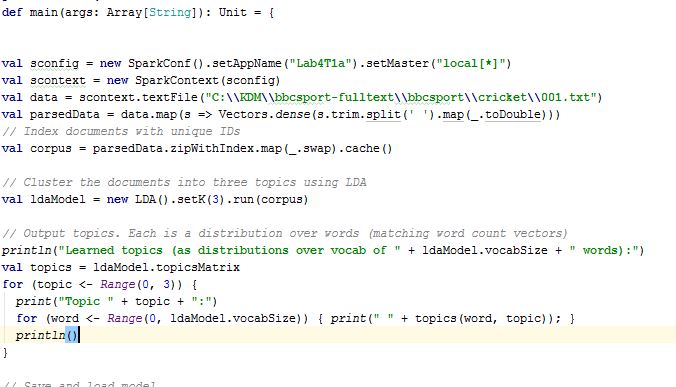 def main(args: Array[String]): Unit = {
val sconfig = new SparkConf().setAppName("Lab4T1a").setMaster("local[*]")
val scontext = new SparkContext(sconfig)
val data = scontext.textFile("C:\\KDM\\bbcsport-fulltext\\bbcsport\\cricket\\001.txt")
val parsedData = data.map(s => Vectors.dense(s.trim.split(' ').map(_.toDouble)))
// Index documents with unique IDs
val corpus = parsedData.zipWithIndex.map(_.swap).cache()
// Cluster the documents into three topics using LDA
val ldaModel = new LDA().setK(3).run(corpus)
// Output topics. Each is a distribution over words (matching word count vectors)
println("Learned topics (as distributions over vocab of " + ldaModel.vocabSize + " words):")
val topics = ldaModel.topicsMatrix
for (topic <- Range(0, 3)) {
print("Topic " + topic + ":")
for (word <- Range(0, ldaModel.vocabSize)) { print(" " + topics(word, topic)); }
println()
}
// Save and load model.